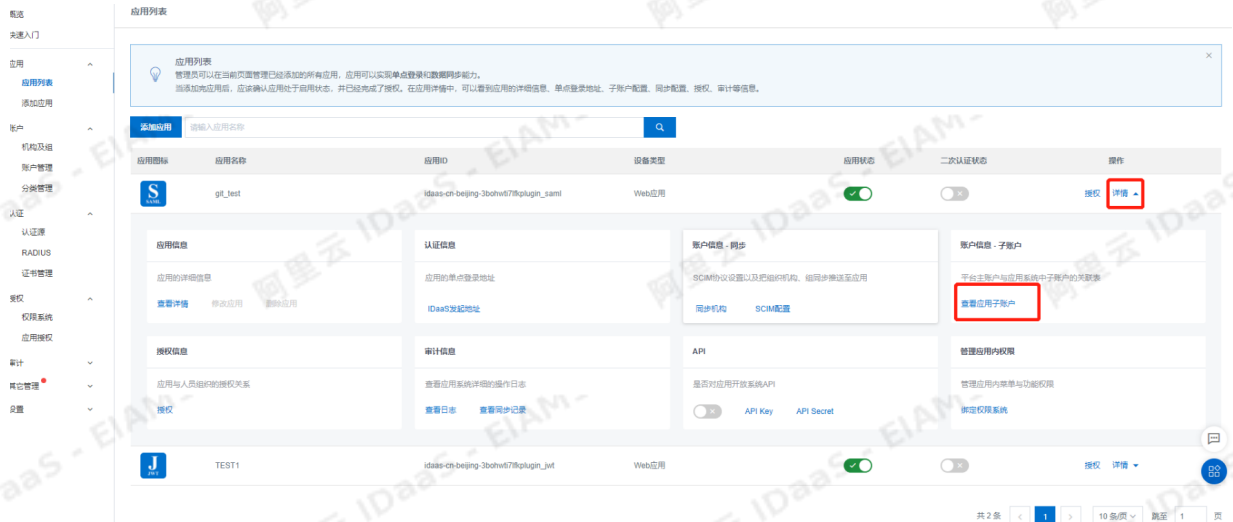 概览
应用列表
快速入门
应用
应用列表
添加应用
账户
机构及组
账户管理
分类管理
认证
认证源
RADIUS
证书管理
授权
权限系统
应用授权
审计
其它管理
设置
应用列表
管理员可以在当前页面管理已经添加的所有应用，应用可以实现单点登录和数据同步能力。
当添加完应用后，应该确认应用处于启用状态，并已经完成了授权。在应用详情中，可以看到应用的详细信息、单点登录地址、子账户配置、同步配置、授权、审计等信息。
添加应用 请输入应用名称
应用图标 应用名称 应用ID 设备类型 应用状态 二次认证状态 操作
S SAML git_test idaas-cn-beijing-3bohwti7lfkplugin_saml Web应用 授权 详情
应用信息 认证信息 账户信息 - 同步 账户信息 - 子账户
应用的详细信息 应用的单点登录地址 SCIM协议设置以及把组织机构、组同步推送至应用 平台主账户与应用系统中子账户的关联表
查看详情 修改应用 删除应用 IDaaS发起地址 同步机构 SCIM配置 查看应用子账户
授权信息 审计信息 API 管理应用内权限
应用与人员组织的授权关系 查看应用系统详细的操作日志 是否对应用开放系统API 管理应用内菜单与功能权限
授权 查看日志 查看同步记录 API Key API Secret 绑定权限系统
J JWT TEST1 idaas-cn-beijing-3bohwti7lfkplugin_jwt Web应用 授权 详情
共 2 条 < 1 > 10 条/页 跳至 1 页
阿里云 IDaaS - EIAM